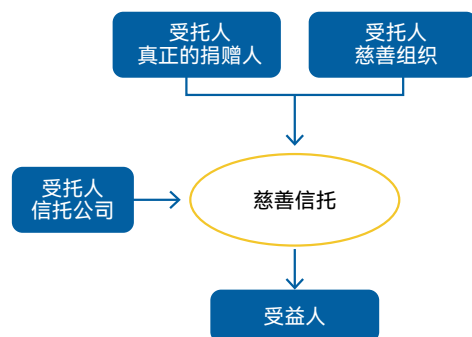 受托人
真正的捐赠人
受托人
慈善组织
受托人
信托公司
慈善信托
受益人